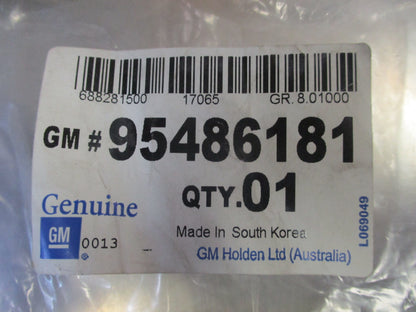 688281500 17065 GR. 8.01000
GM # 95486181
QTY. 01
Genuine
GM
®
0013
Made In South Korea
GM Holden Ltd (Australia)
L069049